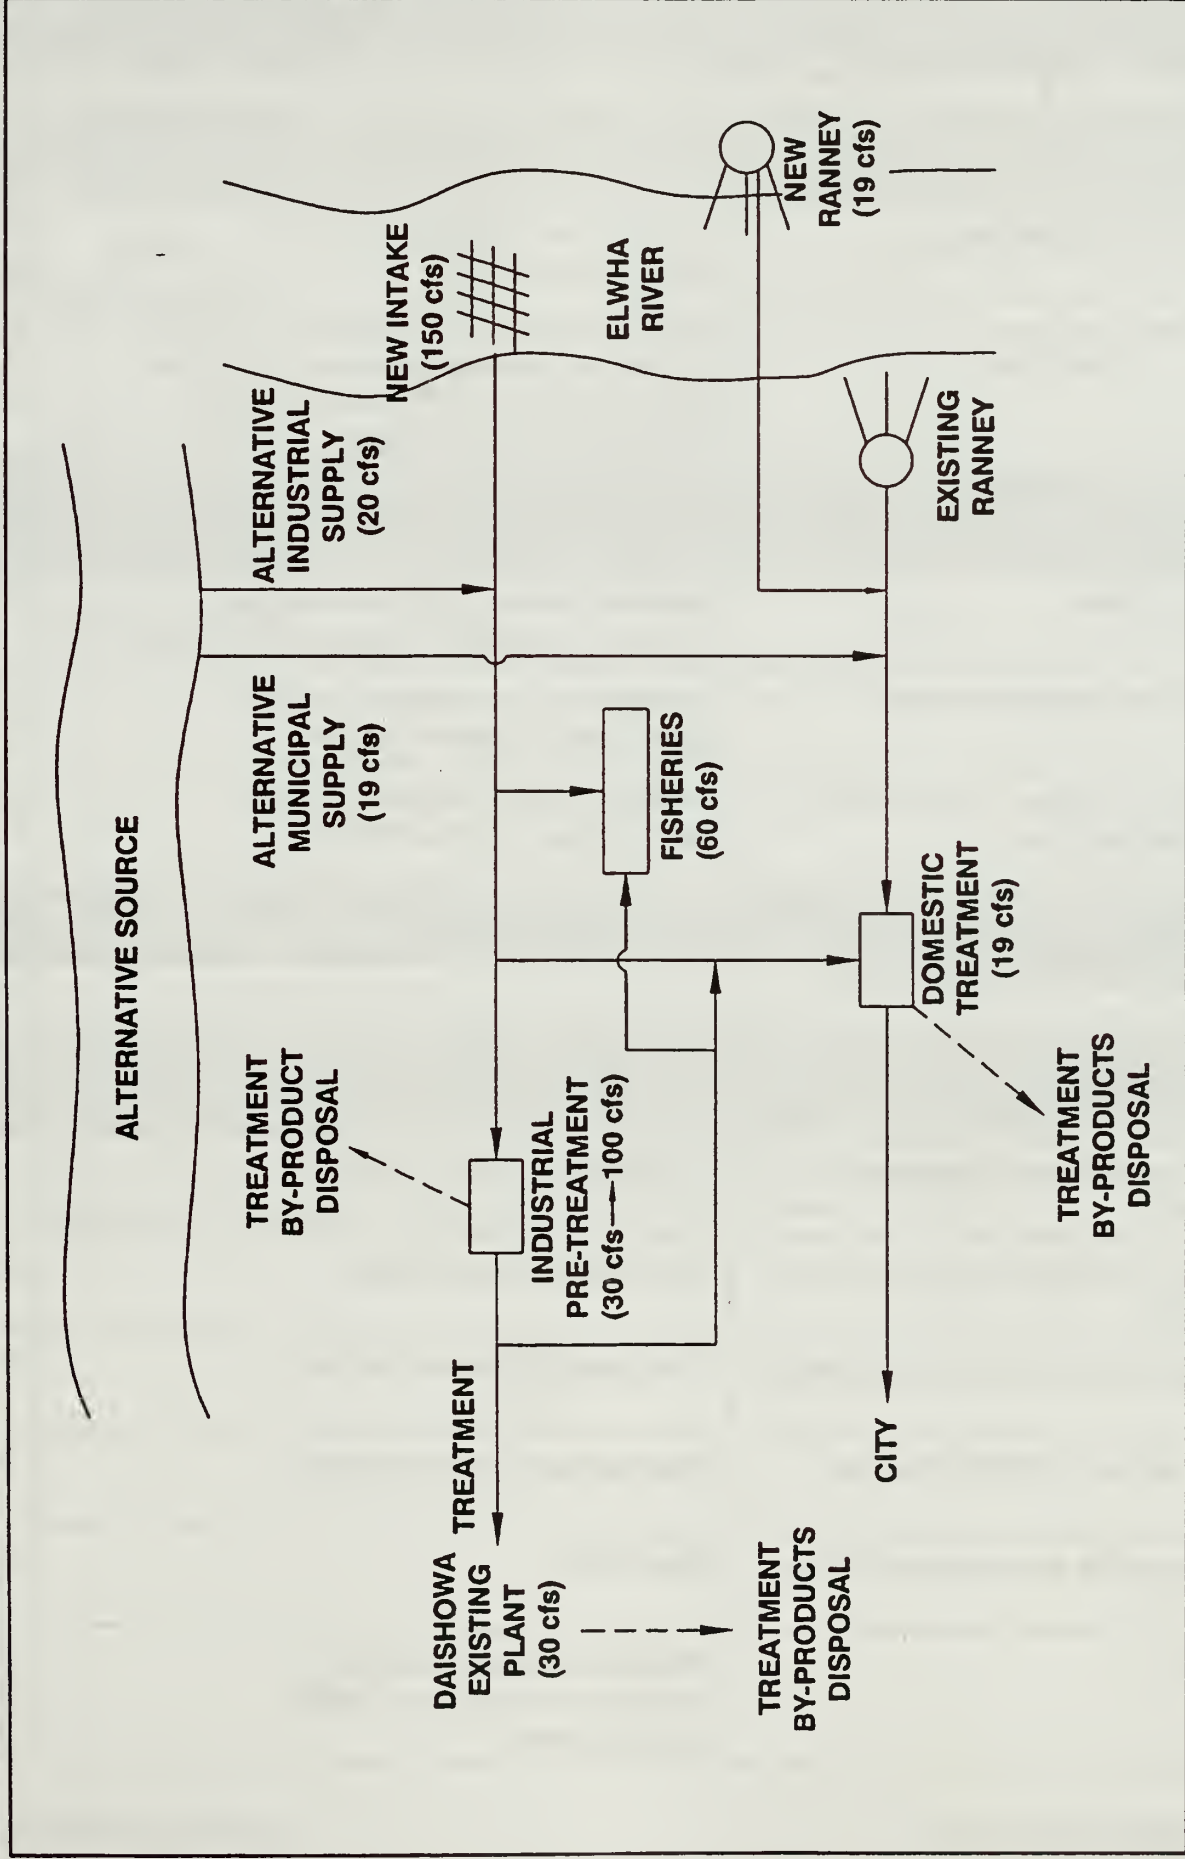 ALTERNATIVE SOURCE
TREATMENT
BY-PRODUCT
DISPOSAL
ALTERNATIVE
MUNICIPAL
SUPPLY
(19 cfs)
ALTERNATIVE
INDUSTRIAL
SUPPLY
(20 cfs)
NEW INTAKE
(150 cfs)
DAISHOWA
EXISTING
PLANT
(30 cfs)
TREATMENT
INDUSTRIAL
PRE-TREATMENT
(30 cfs → 100 cfs)
FISHERIES
(60 cfs)
ELWHA
RIVER
NEW
RANNEY
(19 cfs)
TREATMENT
BY-PRODUCTS
DISPOSAL
CITY
DOMESTIC
TREATMENT
(19 cfs)
EXISTING
RANNEY
TREATMENT
BY-PRODUCTS
DISPOSAL